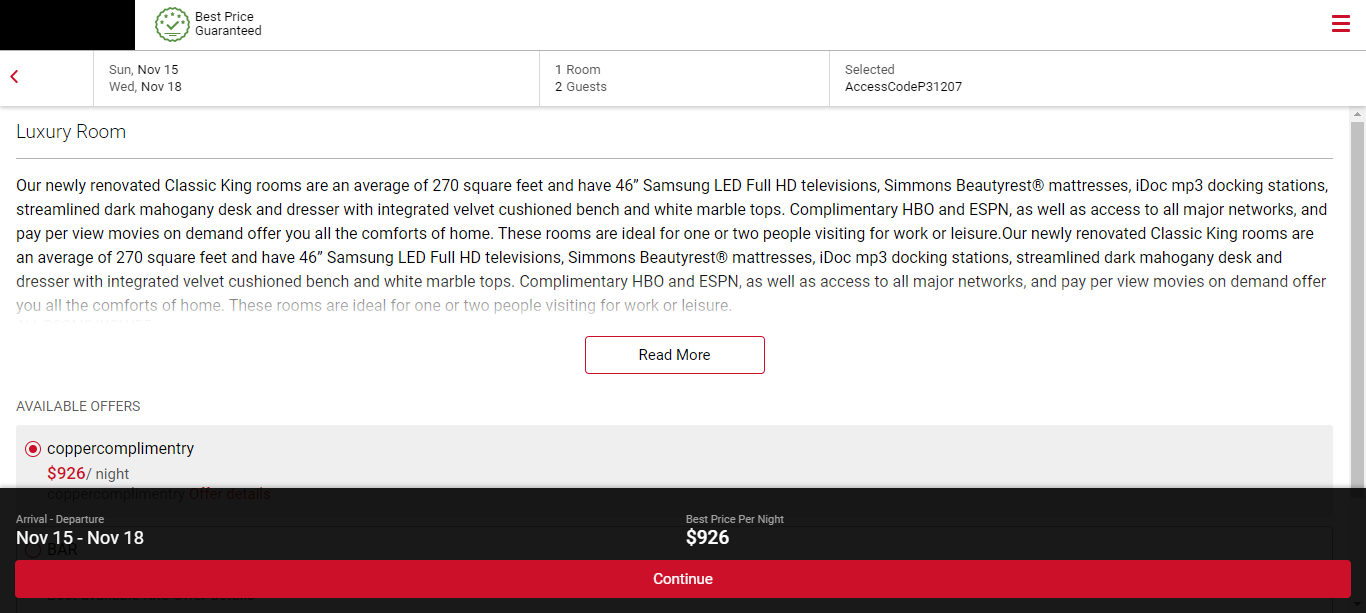 Best Price
Guaranteed
Sun, Nov 15
Wed, Nov 18
1 Room
2 Guests
Selected
AccessCodeP31207
Luxury Room
Our newly renovated Classic King rooms are an average of 270 square feet and have 46” Samsung LED Full HD televisions, Simmons Beautyrest® mattresses, iDoc mp3 docking stations,
streamlined dark mahogany desk and dresser with integrated velvet cushioned bench and white marble tops. Complimentary HBO and ESPN, as well as access to all major networks, and
pay per view movies on demand offer you all the comforts of home. These rooms are ideal for one or two people visiting for work or leisure.Our newly renovated Classic King rooms are
an average of 270 square feet and have 46” Samsung LED Full HD televisions, Simmons Beautyrest® mattresses, iDoc mp3 docking stations, streamlined dark mahogany desk and
dresser with integrated velvet cushioned bench and white marble tops. Complimentary HBO and ESPN, as well as access to all major networks, and pay per view movies on demand offer
you all the comforts of home. These rooms are ideal for one or two people visiting for work or leisure.
Read More
AVAILABLE OFFERS
coppercomplimentry
$926/ night
coppercomplimentry Offer details
Arrival - Departure
Nov 15 - Nov 18
Best Price Per Night
$926
BAR
Continue